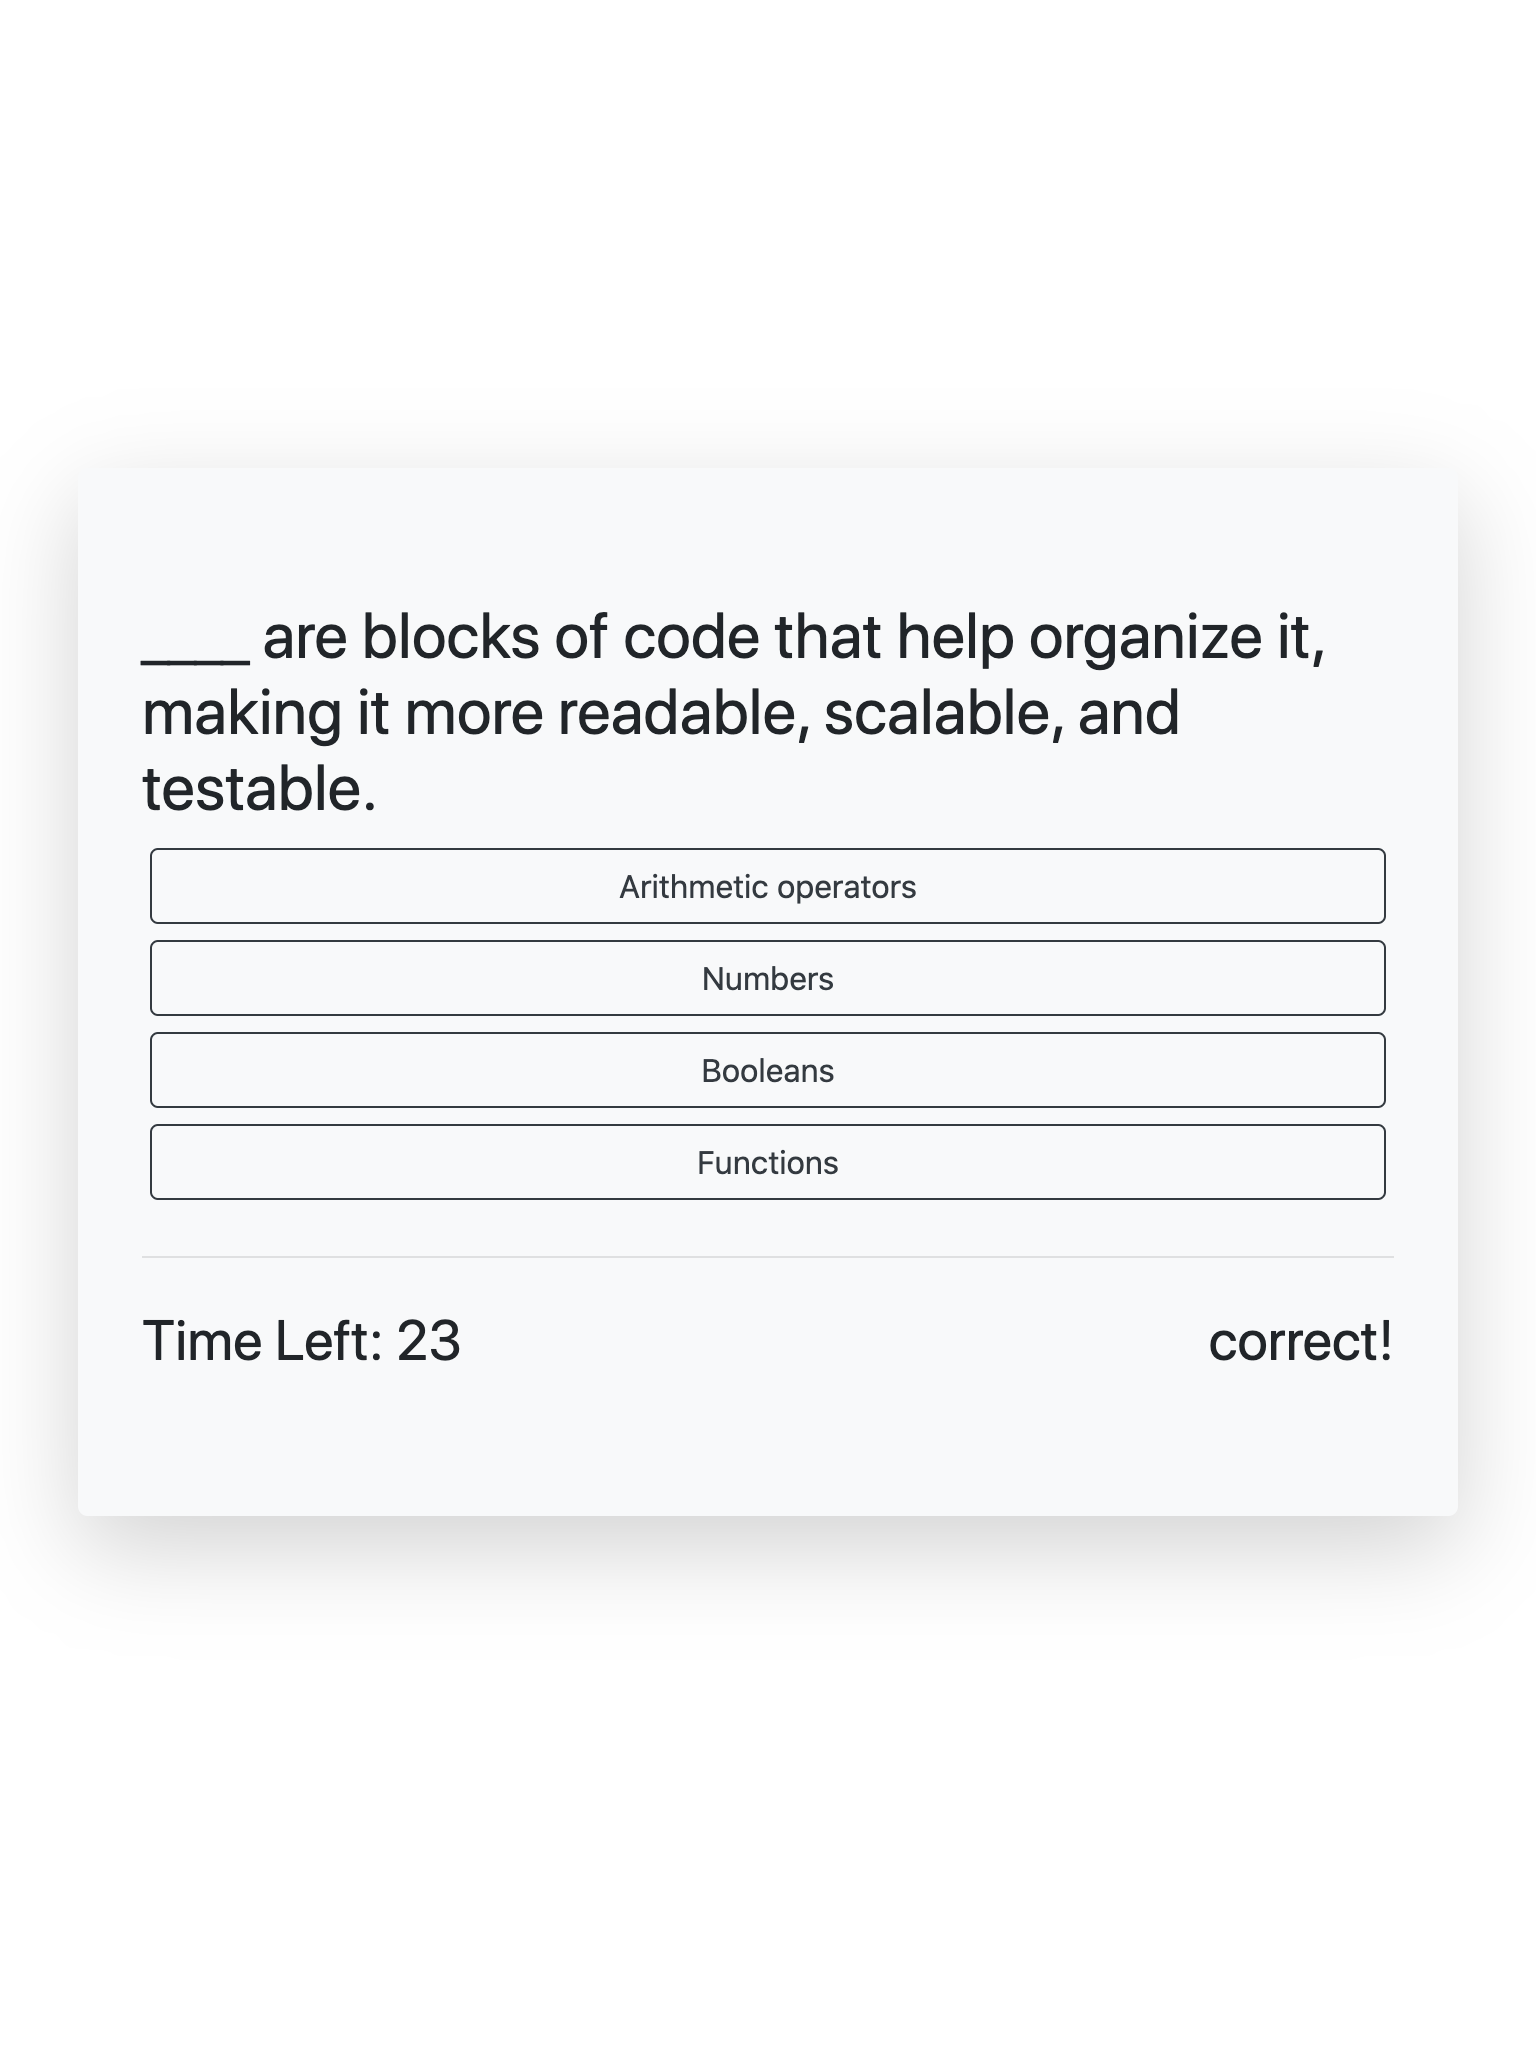 ____ are blocks of code that help organize it,
making it more readable, scalable, and
testable.
Arithmetic operators
Numbers
Booleans
Functions
Time Left: 23
correct!